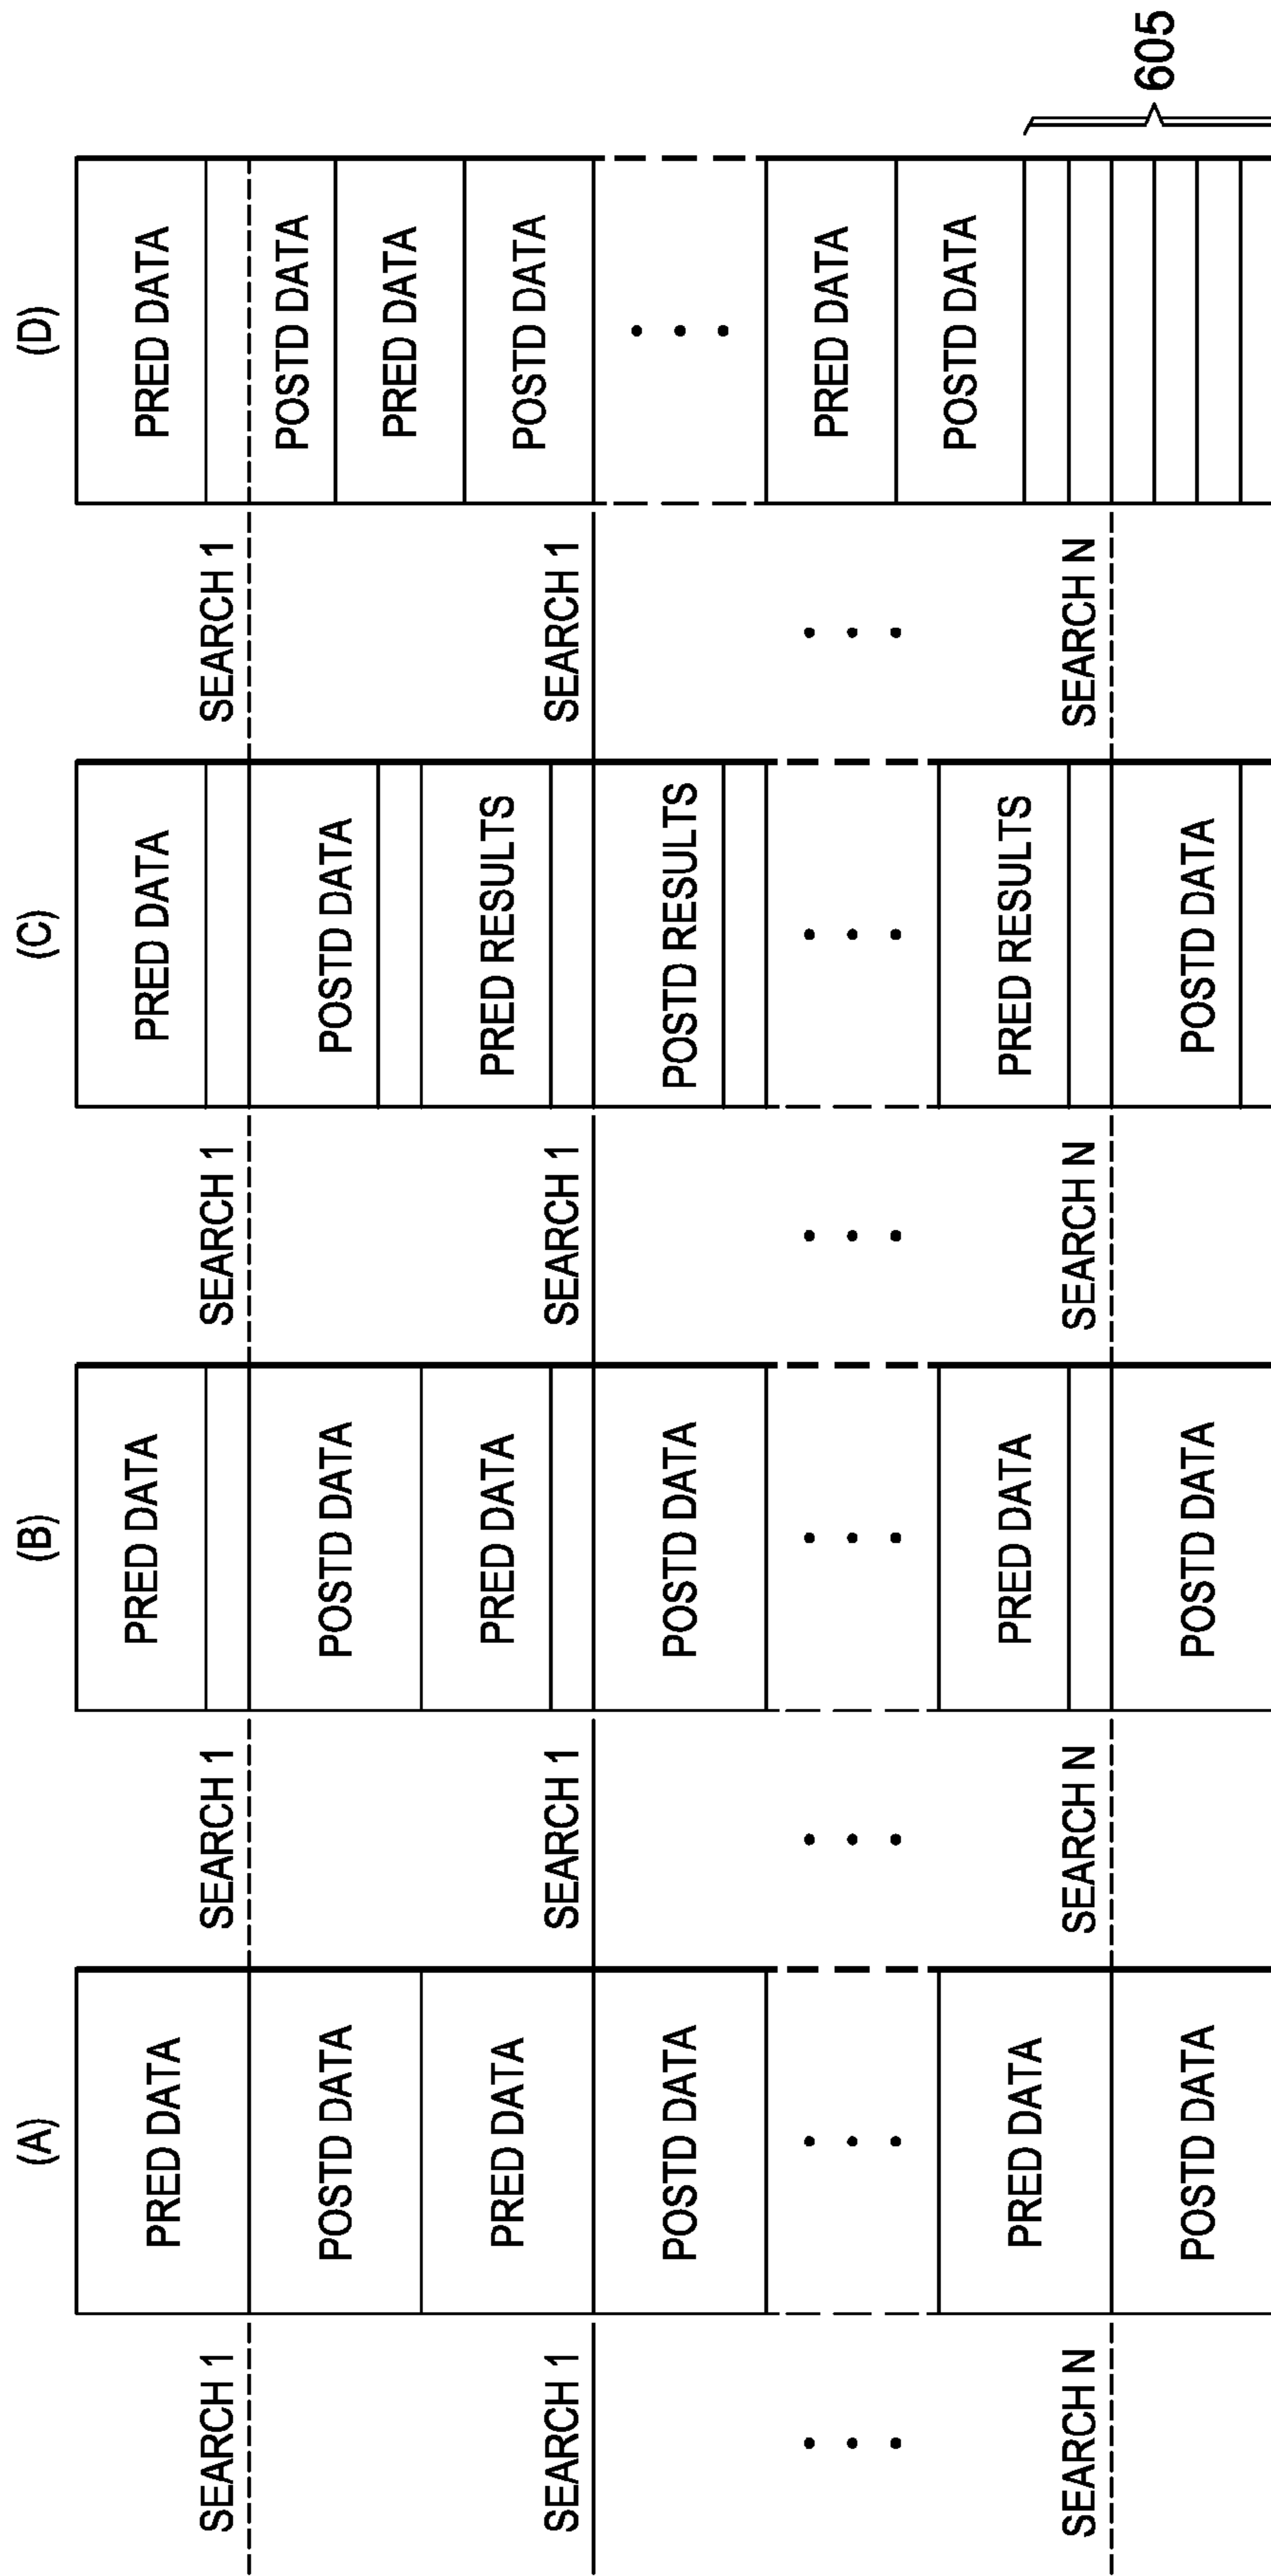 (A)
SEARCH 1
PRED DATA
POSTD DATA
PRED DATA
SEARCH 1
POSTD DATA
• • •
SEARCH N
PRED DATA
POSTD DATA
(B)
SEARCH 1
PRED DATA
POSTD DATA
PRED DATA
SEARCH 1
POSTD DATA
• • •
SEARCH N
PRED DATA
POSTD DATA
(C)
SEARCH 1
PRED DATA
POSTD DATA
PRED RESULTS
SEARCH 1
POSTD RESULTS
• • •
SEARCH N
PRED RESULTS
POSTD DATA
(D)
SEARCH 1
PRED DATA
POSTD DATA
PRED DATA
SEARCH 1
POSTD DATA
• • •
PRED DATA
POSTD DATA
SEARCH N
605